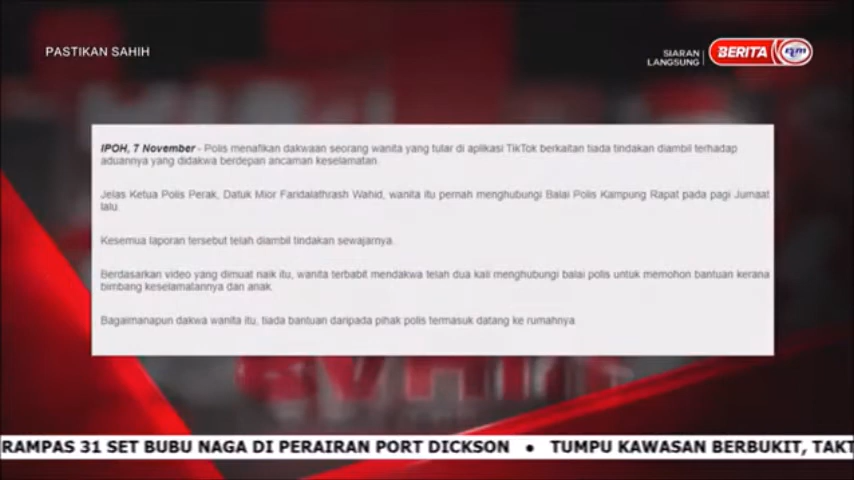 PASTIKAN SAHIH
SIARAN
LANGSUNG
BERITA rtm
IPOH, 7 November - Polis menafikan dakwaan seorang wanita yang tular di aplikasi TikTok berkaitan tiada tindakan diambil terhadap
aduannya yang didakwa berdepan ancaman keselamatan.
Jelas Ketua Polis Perak, Datuk Mior Faridalathrash Wahid, wanita itu pernah menghubungi Balai Polis Kampung Rapat pada pagi Jumaat
lalu.
Kesemua laporan tersebut telah diambil tindakan sewajarnya.
Berdasarkan video yang dimuat naik itu, wanita terbabit mendakwa telah dua kali menghubungi balai polis untuk memohon bantuan kerana
bimbang keselamatannya dan anak.
Bagaimanapun dakwa wanita itu, tiada bantuan daripada pihak polis termasuk datang ke rumahnya.
RAMPAS 31 SET BUBU NAGA DI PERAIRAN PORT DICKSON • TUMPU KAWASAN BERBUKIT, TAKT